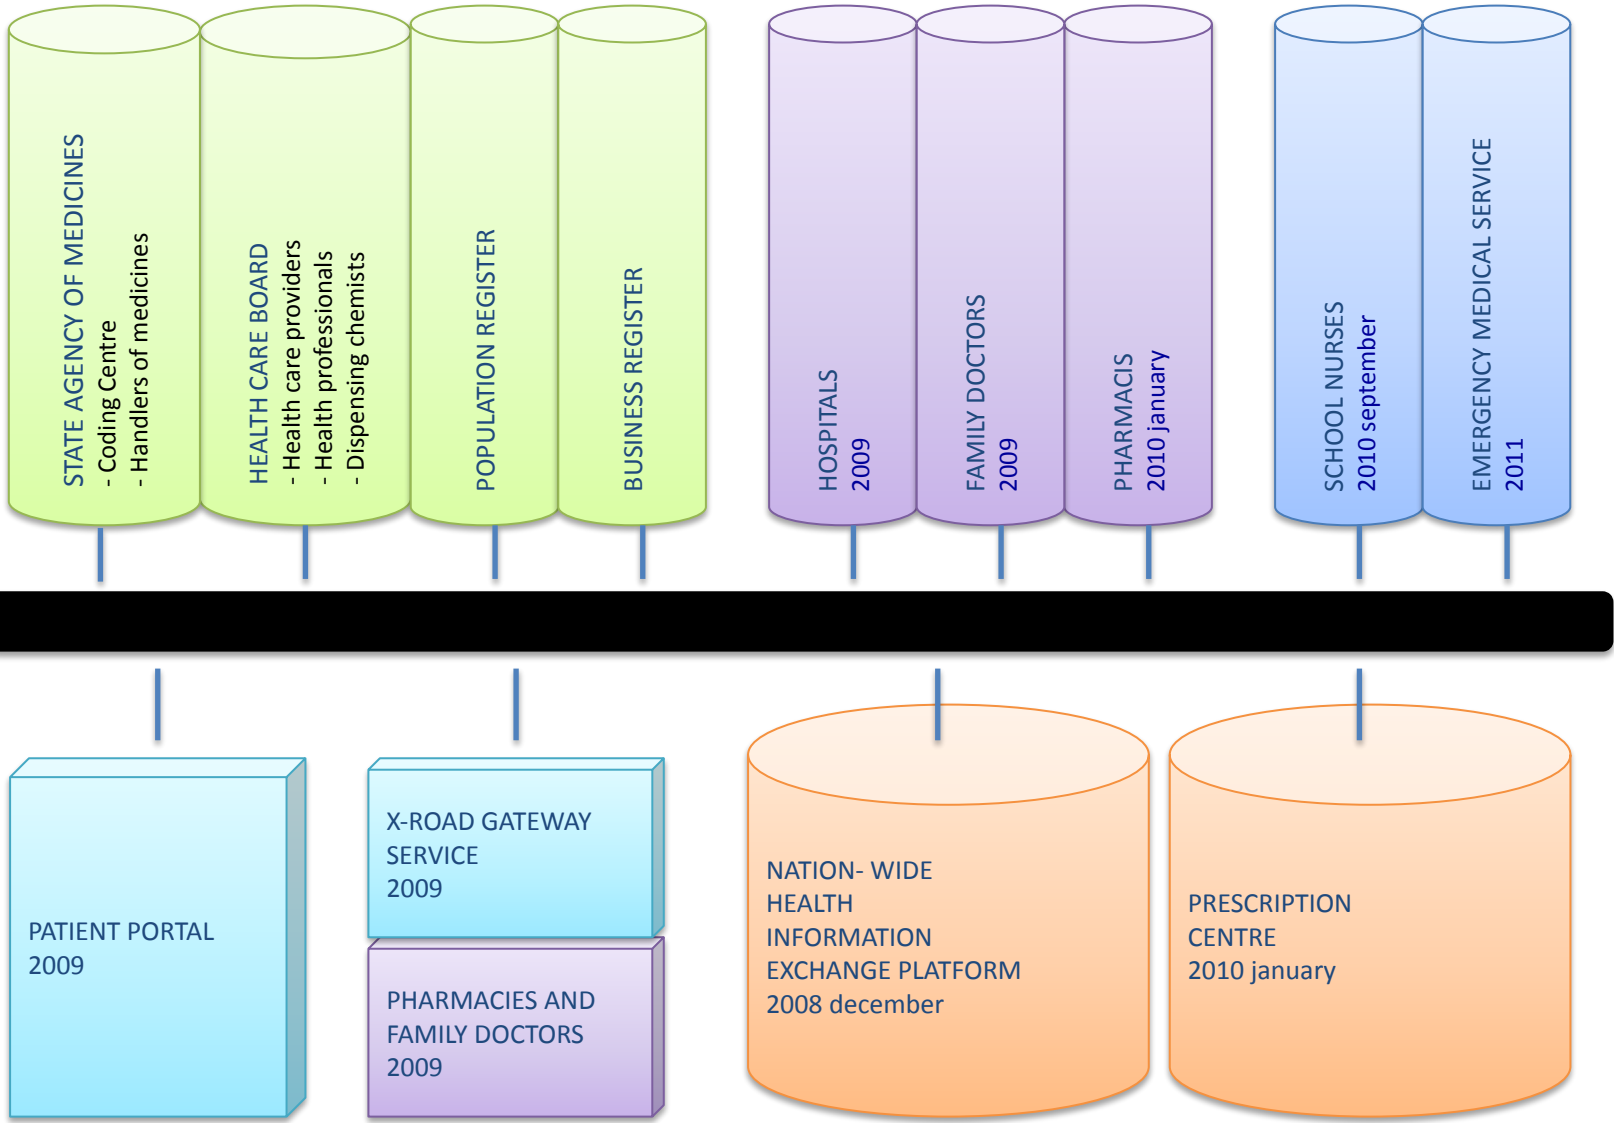 STATE AGENCY OF MEDICINES
- Coding Centre
- Handlers of medicines
HEALTH CARE BOARD
- Health care providers
- Health professionals
- Dispensing chemists
POPULATION REGISTER
BUSINESS REGISTER
HOSPITALS
2009
FAMILY DOCTORS
2009
PHARMACIS
2010 january
SCHOOL NURSES
2010 september
EMERGENCY MEDICAL SERVICE
2011
PATIENT PORTAL
2009
X-ROAD GATEWAY
SERVICE
2009
PHARMACIES AND
FAMILY DOCTORS
2009
NATION- WIDE
HEALTH
INFORMATION
EXCHANGE PLATFORM
2008 december
PRESCRIPTION
CENTRE
2010 january